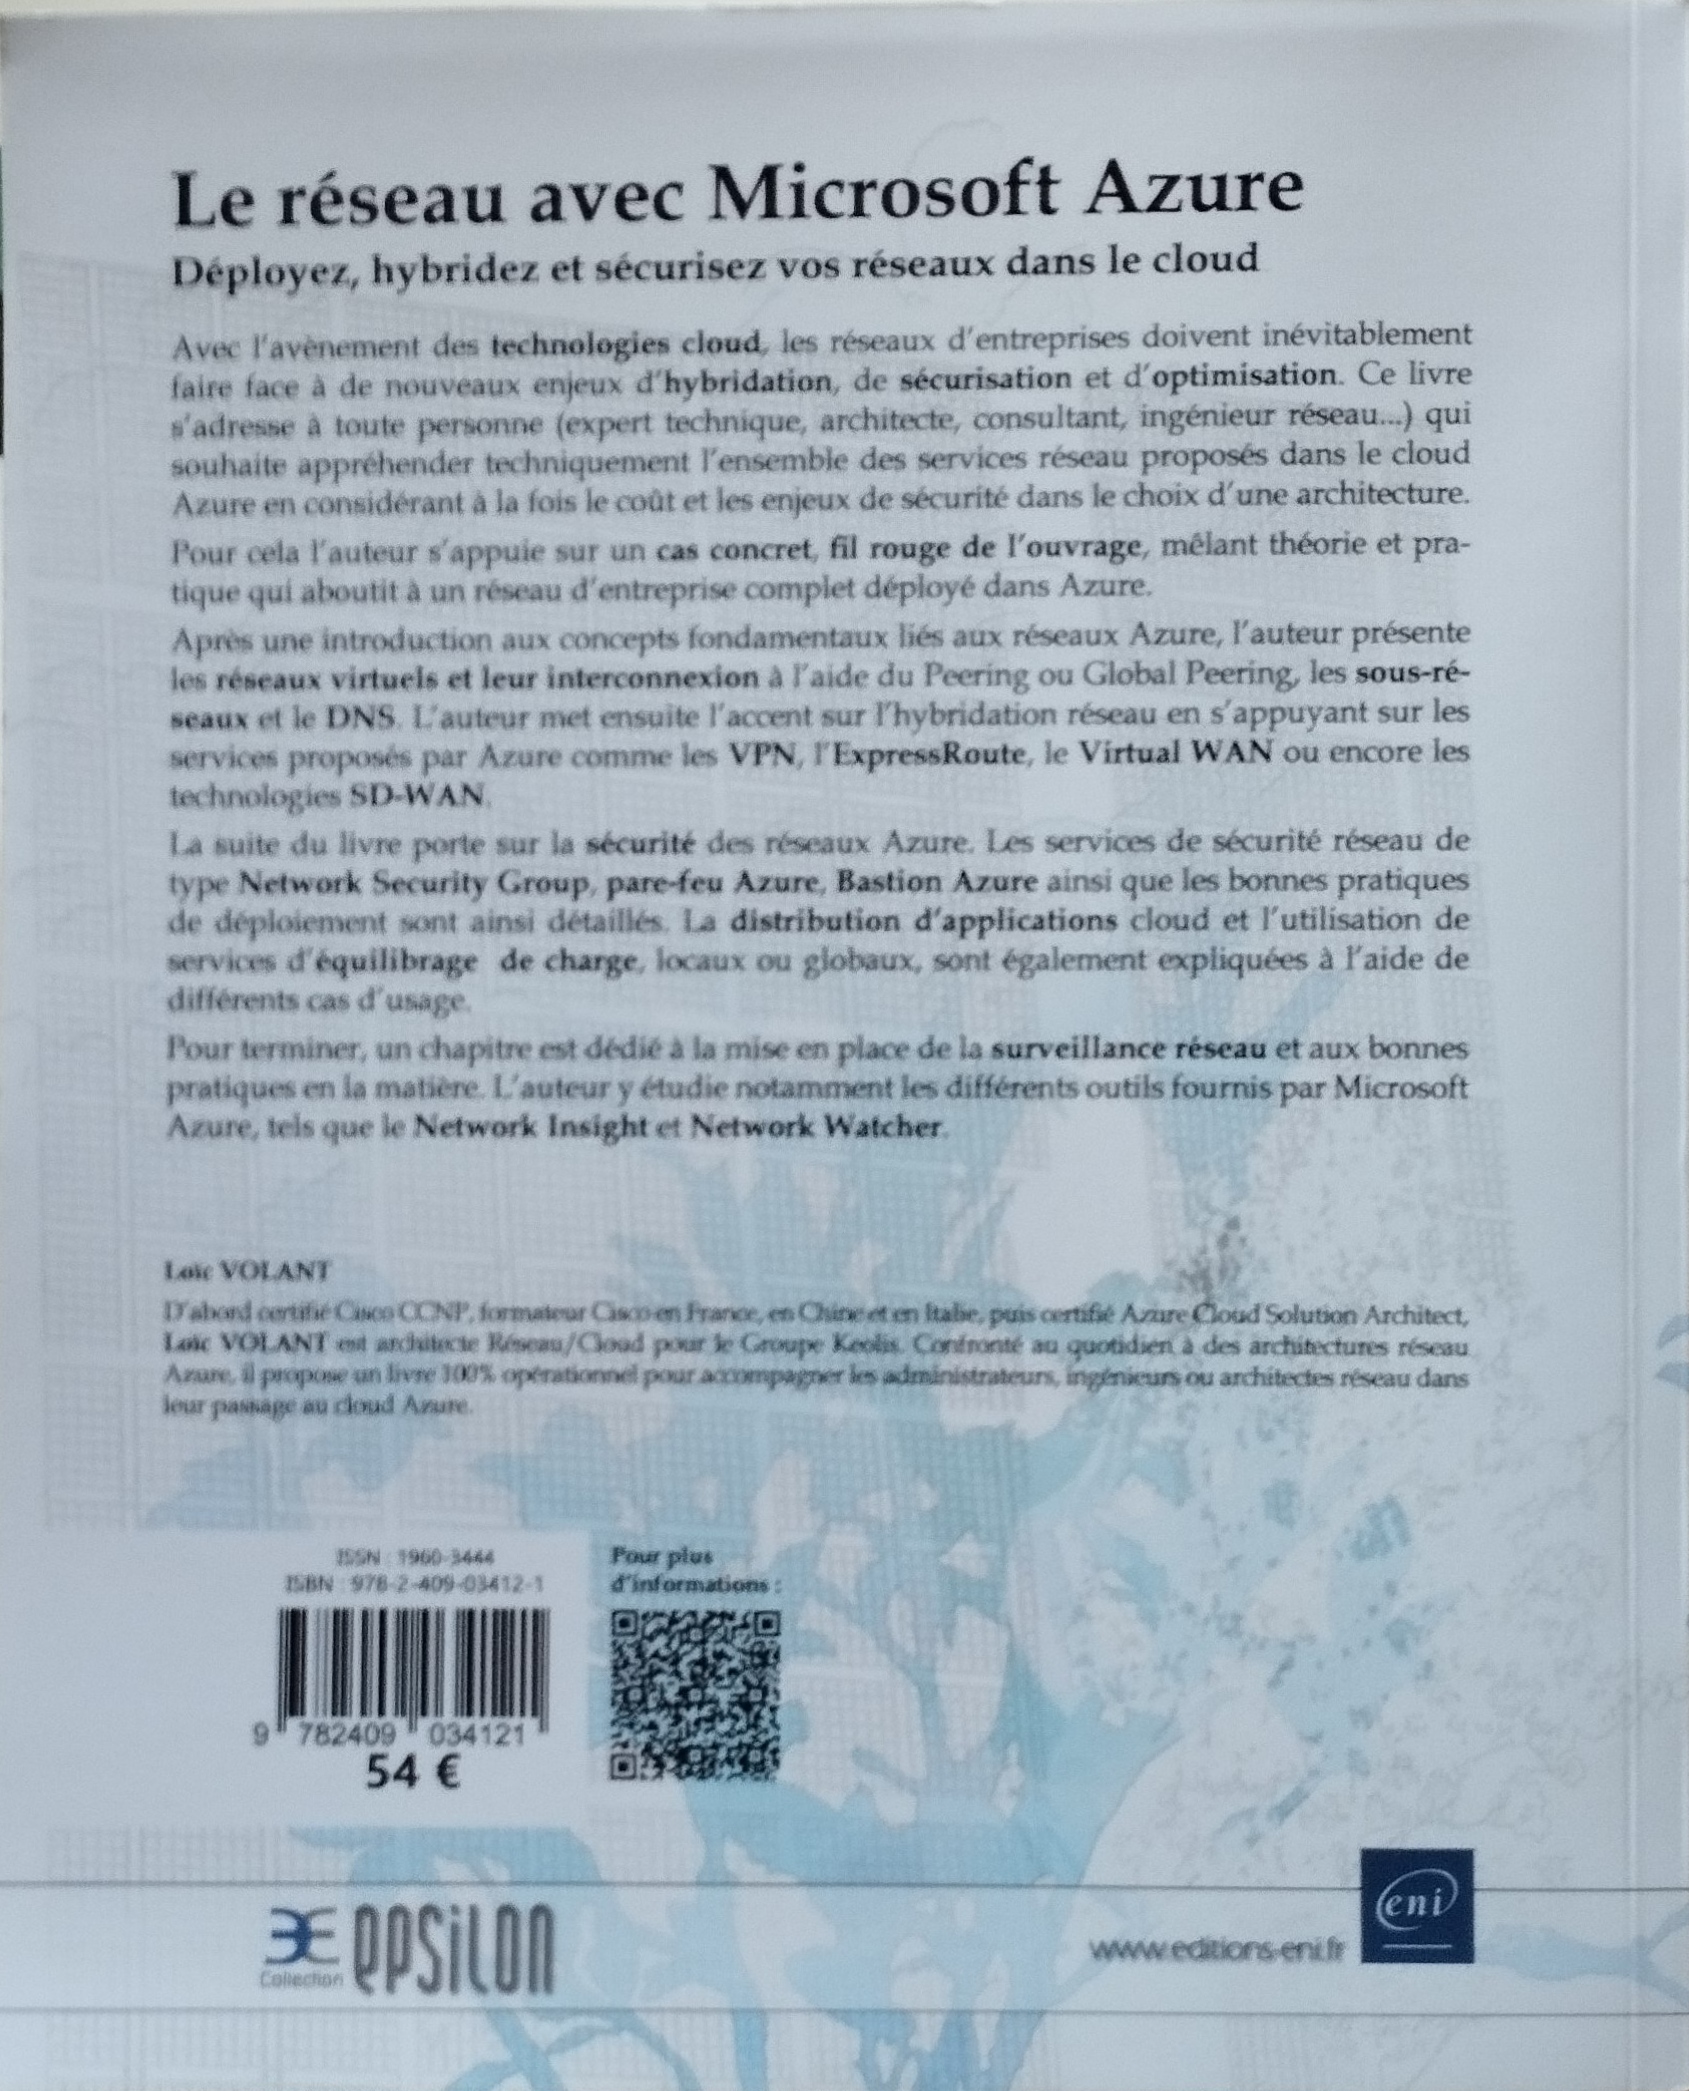 Le réseau avec Microsoft Azure
Déployez, hybridez et sécurisez vos réseaux dans le cloud
Avec l'avènement des technologies cloud, les réseaux d'entreprises doivent inévitablement
faire face à de nouveaux enjeux d'hybridation, de sécurisation et d'optimisation. Ce livre
s'adresse à toute personne (expert technique, architecte, consultant, ingénieur réseau...) qui
souhaite appréhender techniquement l'ensemble des services réseau proposés dans le cloud
Azure en considérant à la fois le coût et les enjeux de sécurité dans le choix d'une architecture.
Pour cela l'auteur s'appuie sur un cas concret, fil rouge de l'ouvrage, mêlant théorie et pra-
tique qui aboutit à un réseau d'entreprise complet déployé dans Azure.
Après une introduction aux concepts fondamentaux liés aux réseaux Azure, l'auteur présente
les réseaux virtuels et leur interconnexion à l'aide du Peering ou Global Peering, les sous-ré-
seaux et le DNS. L'auteur met ensuite l'accent sur l'hybridation réseau en s'appuyant sur les
services proposés par Azure comme les VPN, l'ExpressRoute, le Virtual WAN ou encore les
technologies SD-WAN.
La suite du livre porte sur la sécurité des réseaux Azure. Les services de sécurité réseau de
type Network Security Group, pare-feu Azure, Bastion Azure ainsi que les bonnes pratiques
de déploiement sont ainsi détaillés. La distribution d'applications cloud et l'utilisation de
services d'équilibrage de charge, locaux ou globaux, sont également expliquées à l'aide de
différents cas d'usage.
Pour terminer, un chapitre est dédié à la mise en place de la surveillance réseau et aux bonnes
pratiques en la matière. L'auteur y étudie notamment les différents outils fournis par Microsoft
Azure, tels que le Network Insight et Network Watcher.
Loïc VOLANT
D'abord certifié Cisco CCNP, formateur Cisco en France, en Chine et en Italie, puis certifié Azure Cloud Solution Architect,
Loïc VOLANT est architecte Réseau/Cloud pour le Groupe Keolis. Confronté au quotidien à des architectures réseau
Azure, il propose un livre 100% opérationnel pour accompagner les administrateurs, ingénieurs ou architectes réseau dans
leur passage au cloud Azure.
ISSN : 1960-3444
ISBN : 978-2-409-03412-1
Pour plus
d'informations :
9 782409 034121
54 €
Collection epsilon
www.editions-eni.fr
eni